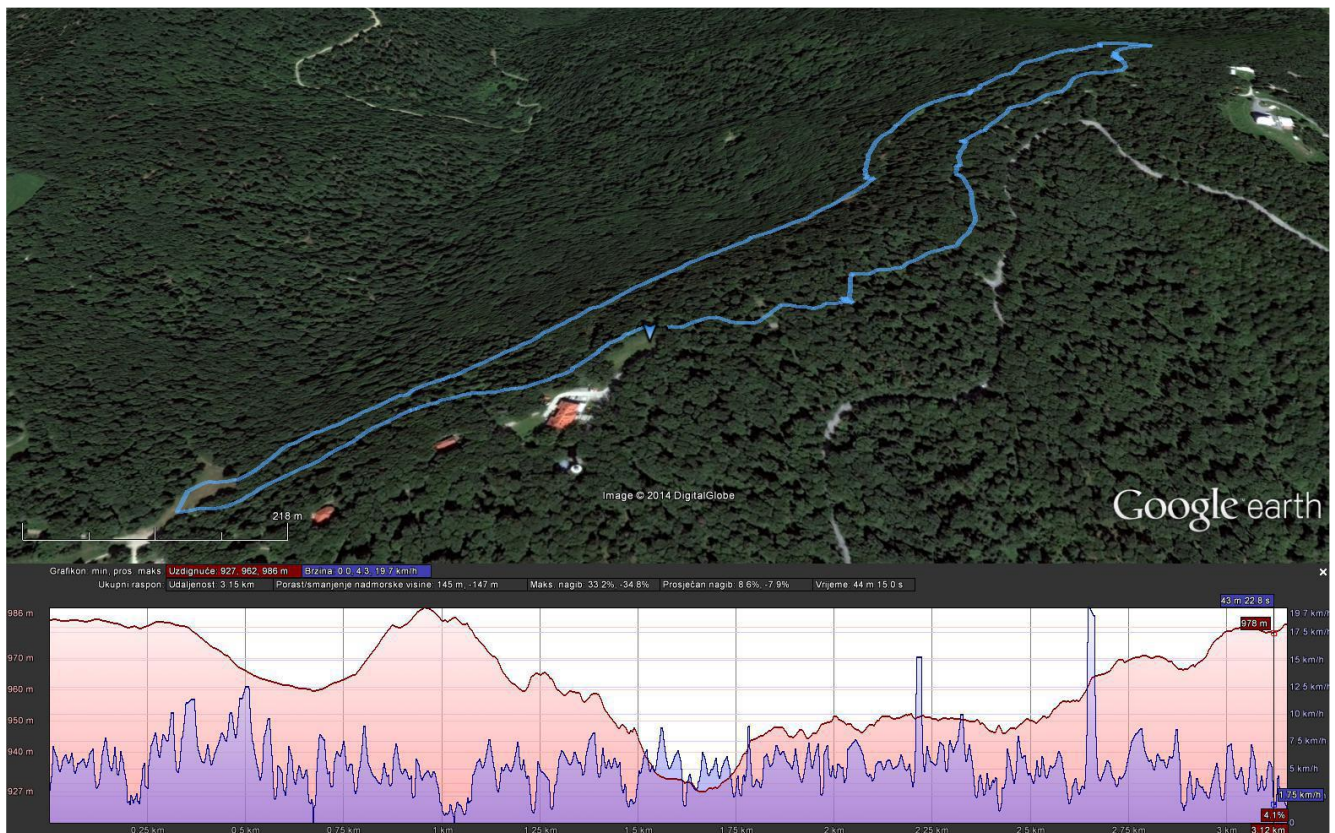 218 m
Image © 2014 DigitalGlobe
Google earth
Grafikon: min, pros. maks. Uzdignuće: 927, 962, 986 m Brzina: 0.0, 4.3, 19.7 km/h
Ukupni raspon: Udaljenost: 3.15 km Porast/smanjenje nadmorske visine: 145 m, -147 m Maks. nagib: 33.2%, -34.8% Prosječan nagib: 8.6%, -7.9% Vrijeme: 44 m 15.0 s
43 m 22.8 s
986 m 19.7 km/h
978 m 17.5 km/h
970 m 15 km/h
960 m 12.5 km/h
950 m 10 km/h
940 m 7.5 km/h
5 km/h
927 m 1.75 km/h
4.1% 0
0.25 km 0.5 km 0.75 km 1 km 1.25 km 1.5 km 1.75 km 2 km 2.25 km 2.5 km 2.75 km 3 km 3.12 km